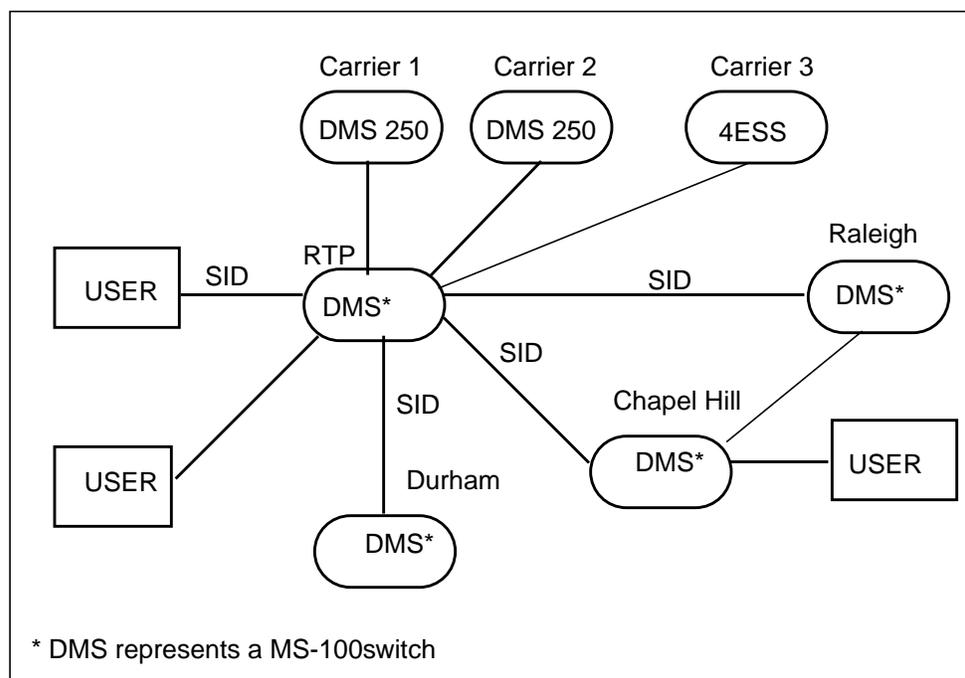 Carrier 1
Carrier 2
Carrier 3
DMS 250
DMS 250
4ESS
Raleigh
RTP
USER
SID
DMS*
SID
DMS*
SID
SID
Chapel Hill
USER
Durham
DMS*
USER
DMS*
* DMS represents a MS-100switch